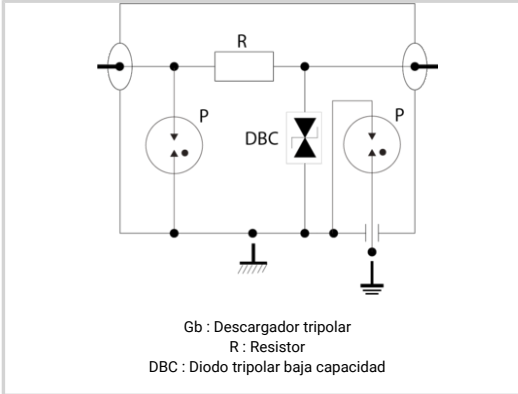 R
P
P
DBC
Gb : Descargador tripolar
R : Resistor
DBC : Diodo tripolar baja capacidad